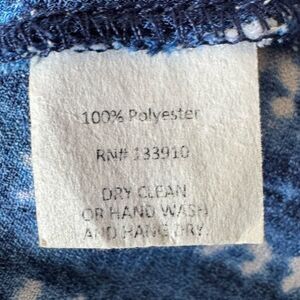 100% Polyester
RN# 133910
DRY CLEAN
OR HAND WASH
AND HANG DRY.